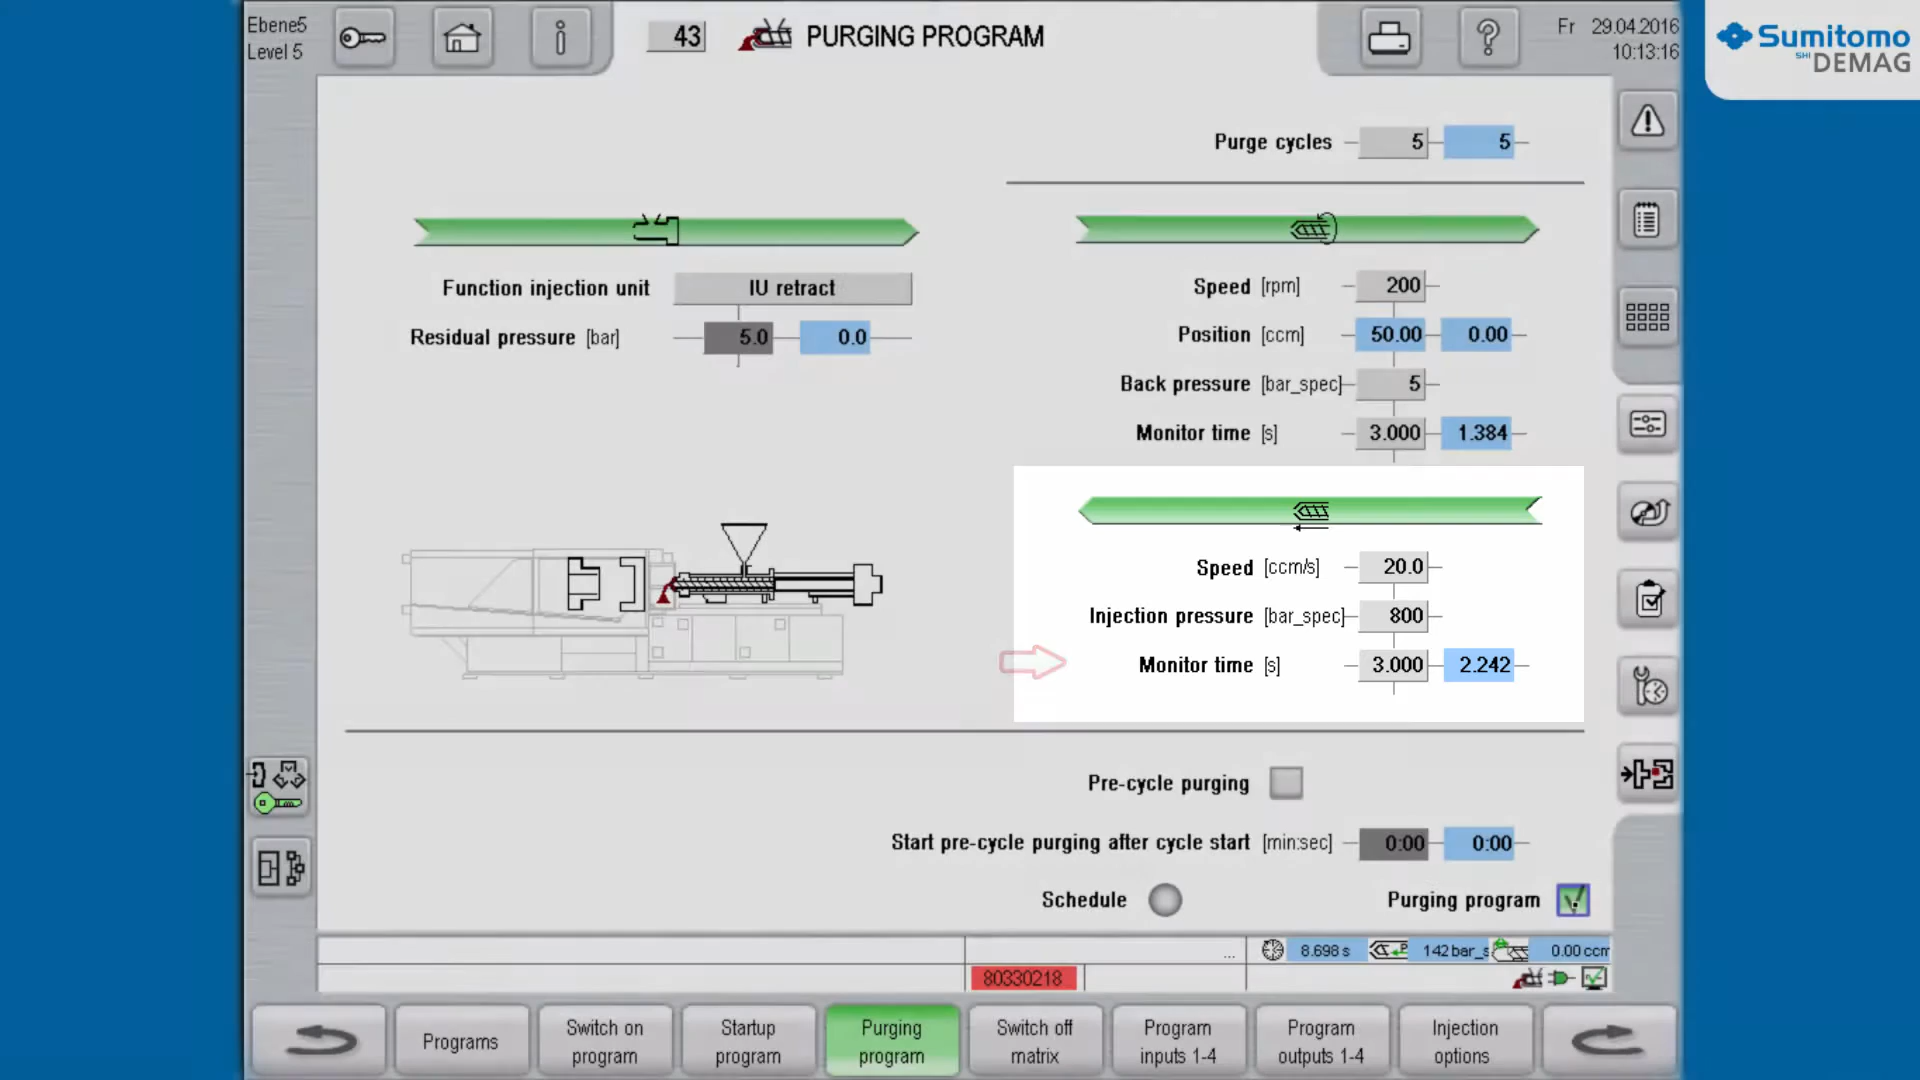 Ebene5
Level 5
43
PURGING PROGRAM
Fr 29.04.2016
10:13:16
Sumitomo
SHI DEMAG
Purge cycles 5 5
Function injection unit IU retract
Residual pressure [bar] 5.0 0.0
Speed [rpm] 200
Position [ccm] 50.00 0.00
Back pressure [bar_spec] 5
Monitor time [s] 3.000 1.384
Speed [ccm/s] 20.0
Injection pressure [bar_spec] 800
Monitor time [s] 3.000 2.242
Pre-cycle purging
Start pre-cycle purging after cycle start [min:sec] 0:00 0:00
Schedule
Purging program
... 8.698 s 142 bar_s 0.00 ccm
80330218
Programs
Switch on program
Startup program
Purging program
Switch off matrix
Program inputs 1-4
Program outputs 1-4
Injection options